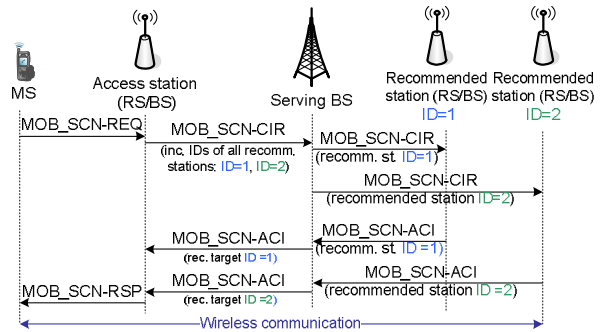 MS
Access station
(RS/BS)
Serving BS
Recommended
station (RS/BS)
ID=1
Recommended
station (RS/BS)
ID=2
MOB_SCN-REQ
MOB_SCN-CIR
(inc, IDs of all recomm,
stations: ID=1, ID=2)
MOB_SCN-CIR
(recomm. st. ID=1)
MOB_SCN-CIR
(recommended station ID=2)
MOB_SCN-ACI
(recomm. st. ID =1)
MOB_SCN-ACI
(rec. target ID =1)
MOB_SCN-ACI
(recommended station ID =2)
MOB_SCN-ACI
(rec. target ID =2)
MOB_SCN-RSP
Wireless communication